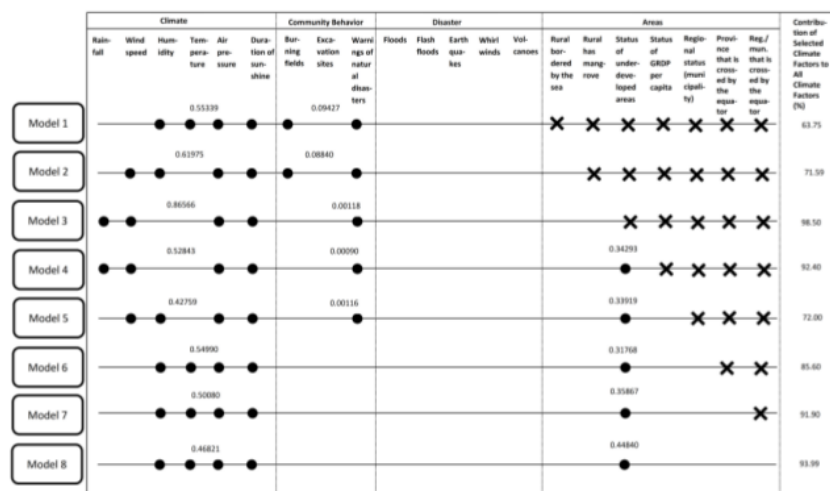 Climate Community Behavior Disaster Areas Contribu-
tion of
Selected
Climate
Factors to
All
Climate
Factors
(%)
Rain-
fall
Wind
speed
Hum-
idity
Tem-
pera-
ture
Air
pre-
ssure
Dura-
tion of
sun-
shine
Bur-
ning
fields
Exca-
vation
sites
Warni
ngs of
natur
al
disas-
ters
Floods
Flash
floods
Earth
qua-
kes
Whirl
winds
Vol-
canoes
Rural
bor-
dered
by the
sea
Rural
has
mang-
rove
Status
of
under-
deve-
loped
areas
Status
of
GRDP
per
capita
Regio-
nal
status
(muni
cipali-
ty)
Provi-
nce
that is
cross-
ed by
the
equa-
tor
Reg./
mun.
that is
cross-
ed by
the
equa-
tor
Model 1 0.55339 0.09427 63.75
Model 2 0.61975 0.08840 71.59
Model 3 0.86566 0.00118 98.50
Model 4 0.52843 0.00090 0.34293 92.40
Model 5 0.42759 0.00116 0.33919 72.00
Model 6 0.54990 0.31768 85.60
Model 7 0.50080 0.35867 91.90
Model 8 0.46821 0.44840 93.99